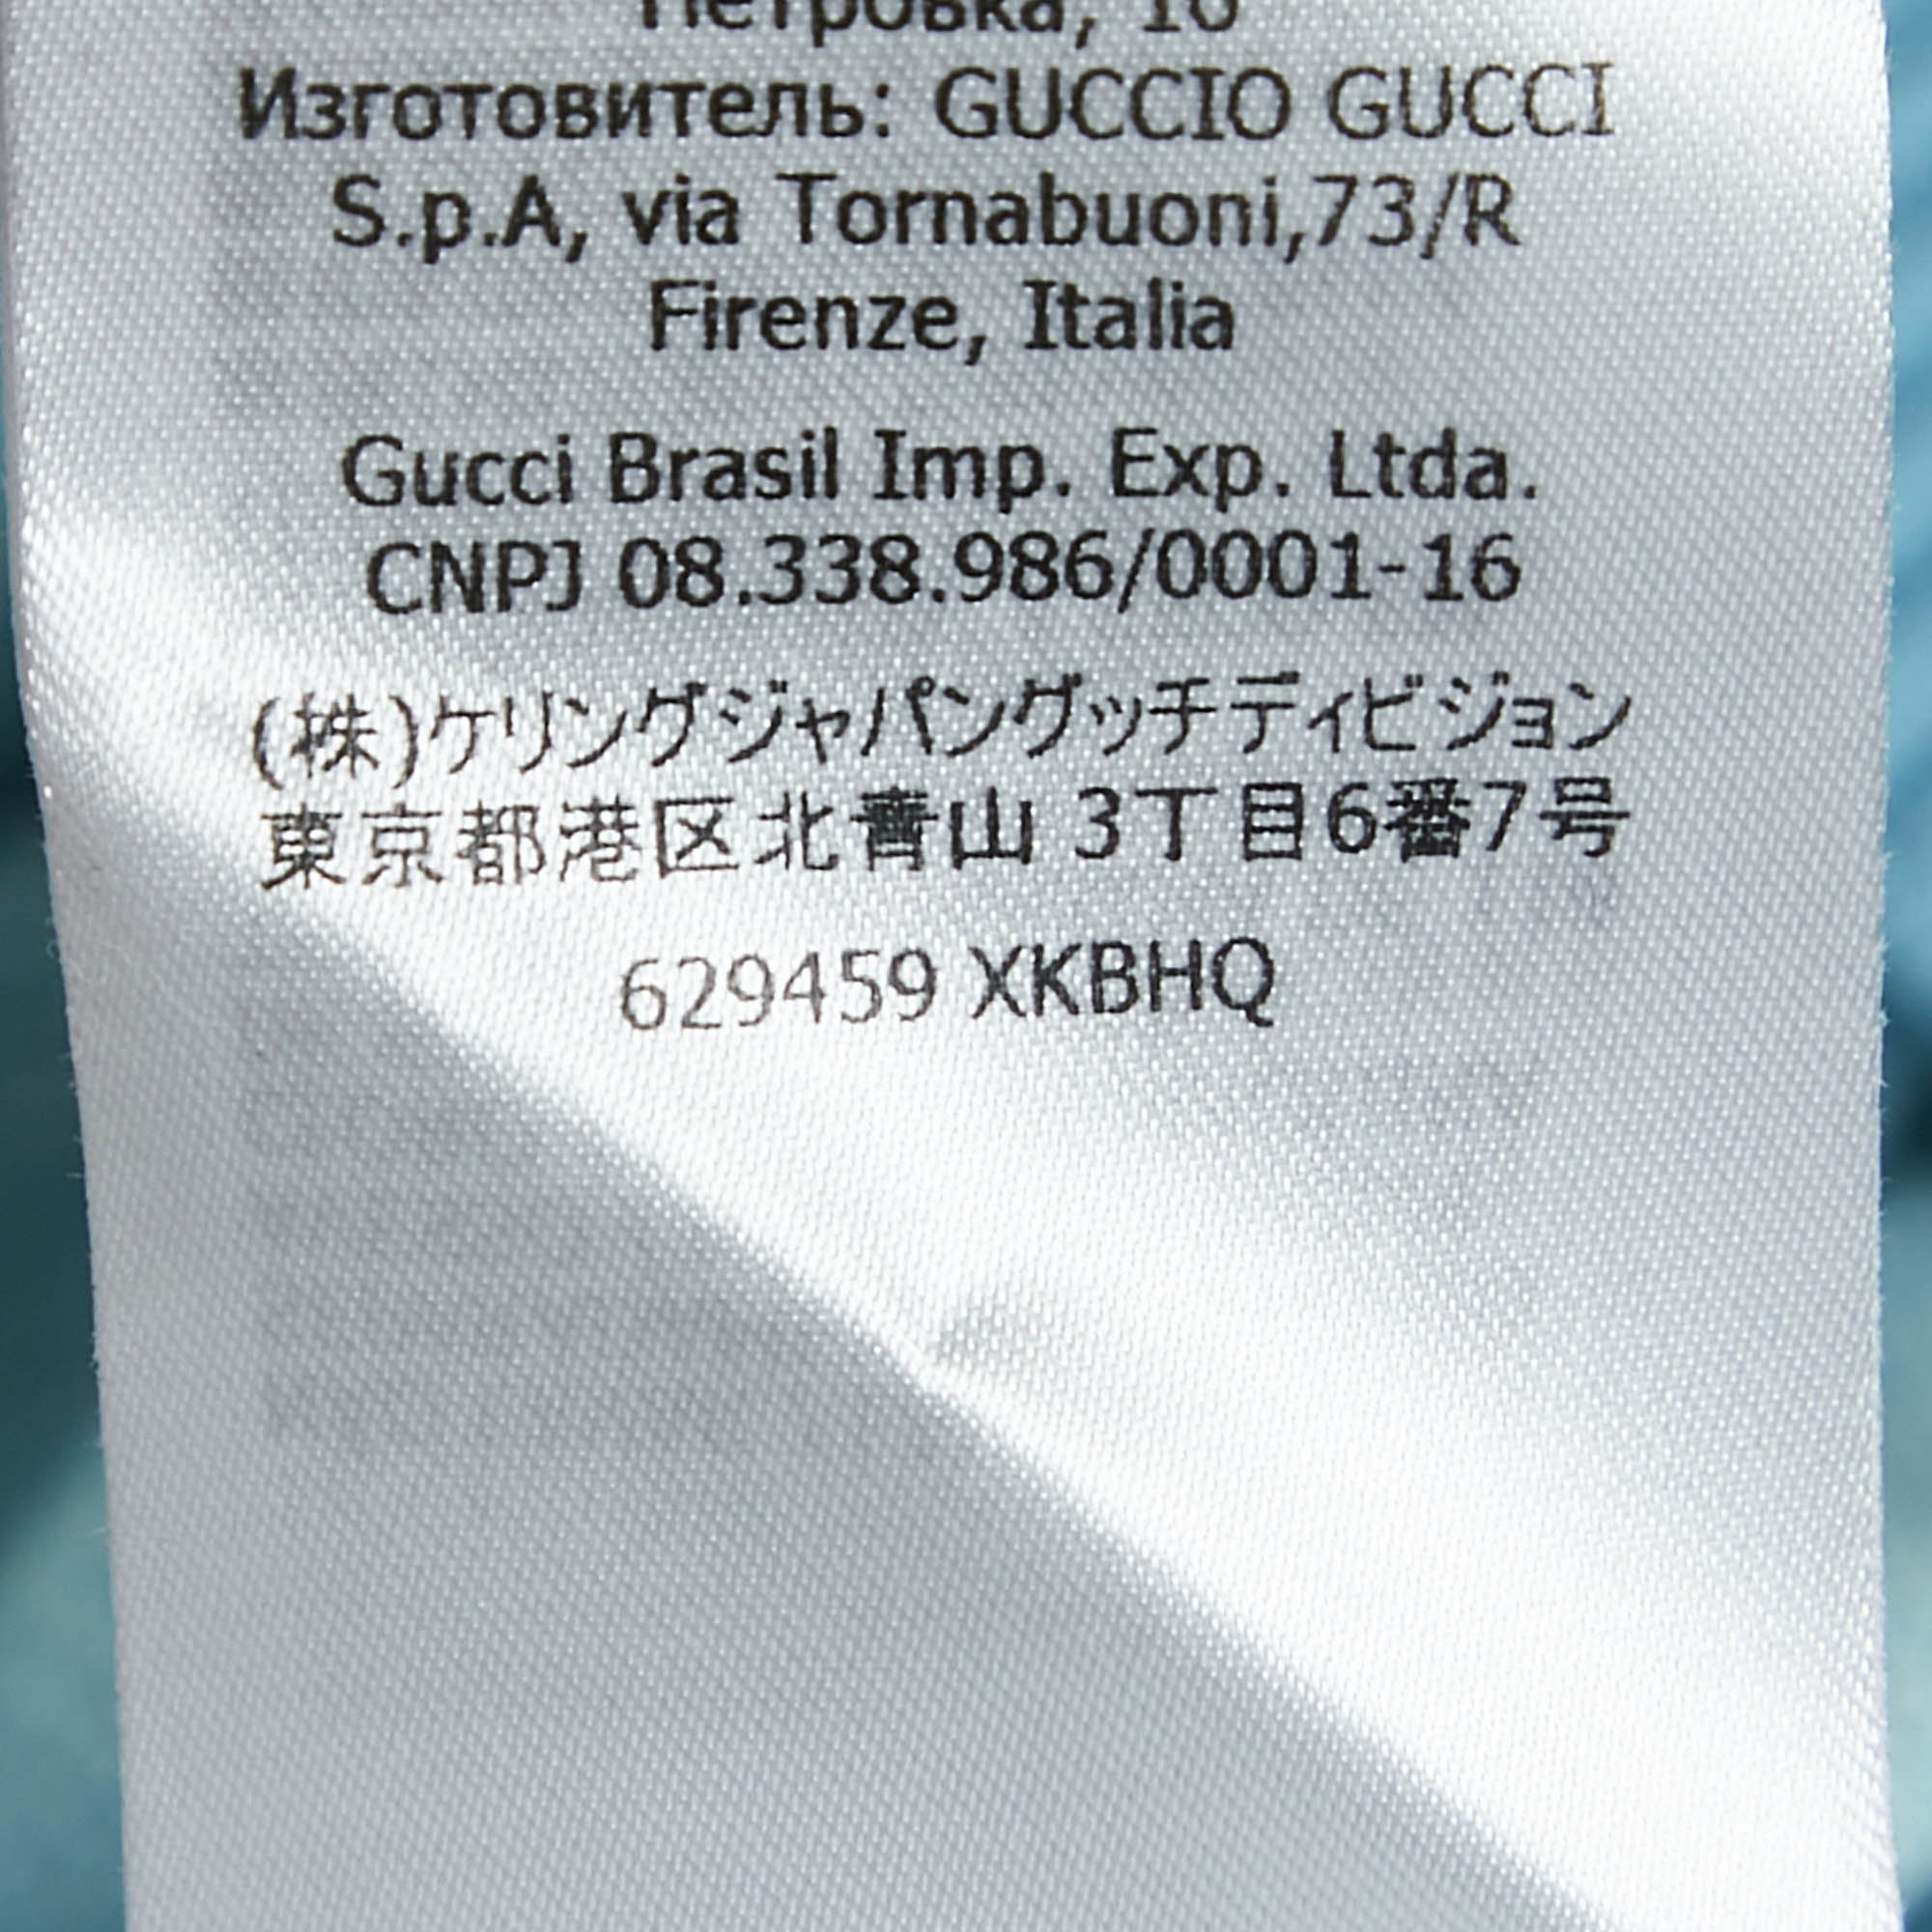 Петровка, 16
Изготовитель: GUCCIO GUCCI
S.p.A, via Tornabuoni,73/R
Firenze, Italia
Gucci Brasil Imp. Exp. Ltda.
CNPJ 08.338.986/0001-16
(株)ケリングジャパングッチディビジョン
東京都港区北青山 3丁目6番7号
629459 XKBHQ